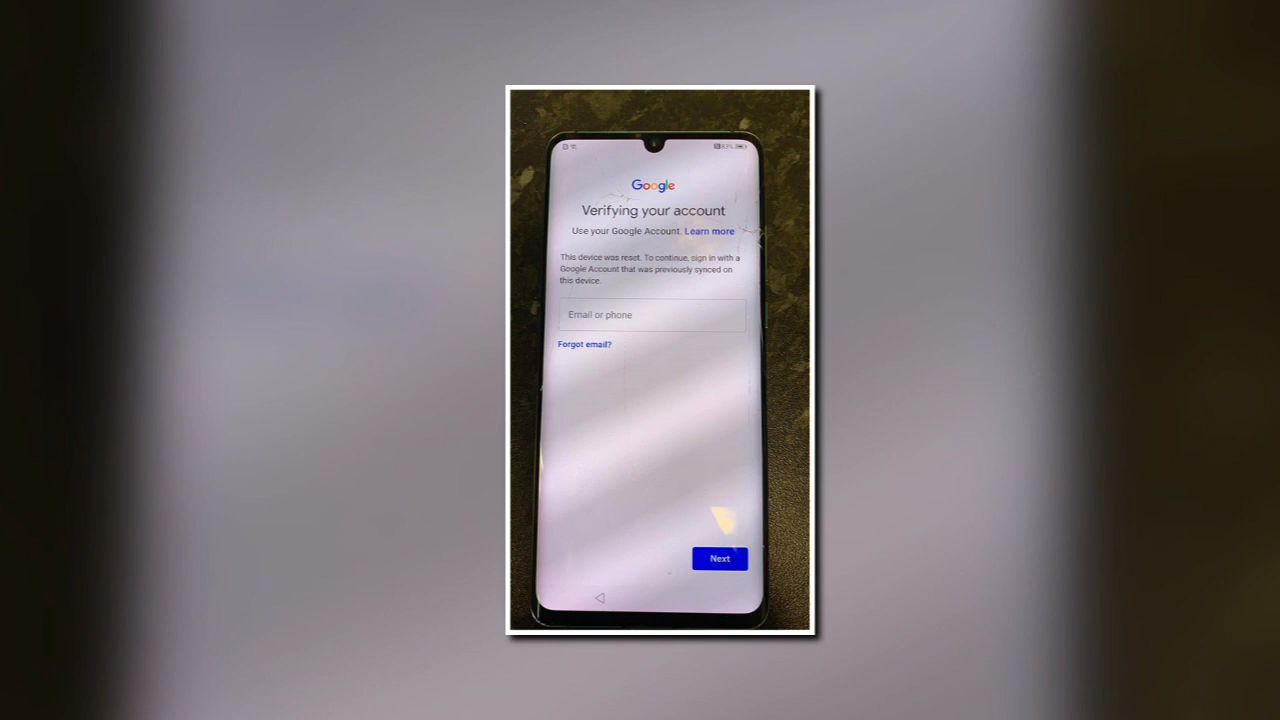 83%
Google
Verifying your account
Use your Google Account. Learn more
This device was reset. To continue, sign in with a
Google Account that was previously synced on
this device.
Email or phone
Forgot email?
Next